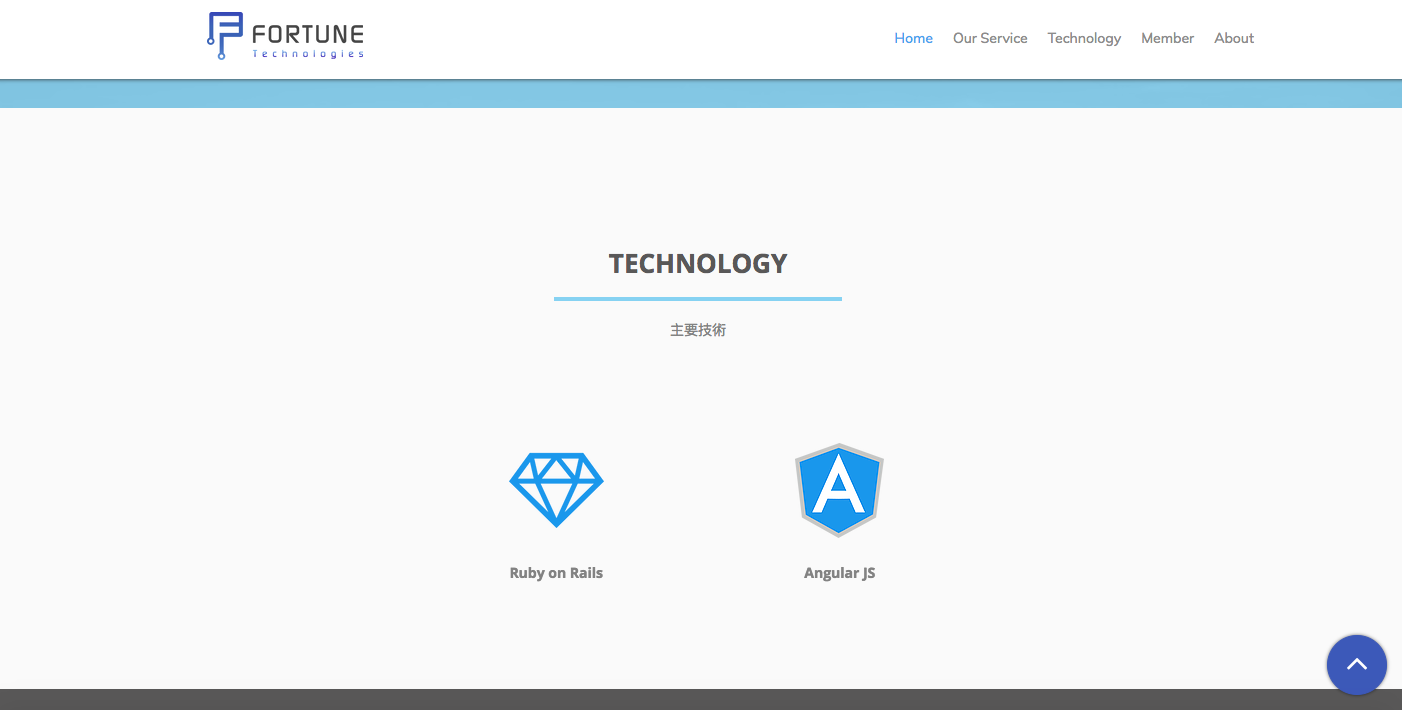 FORTUNE
Technologies
Home Our Service Technology Member About
TECHNOLOGY
主要技術
Ruby on Rails Angular JS